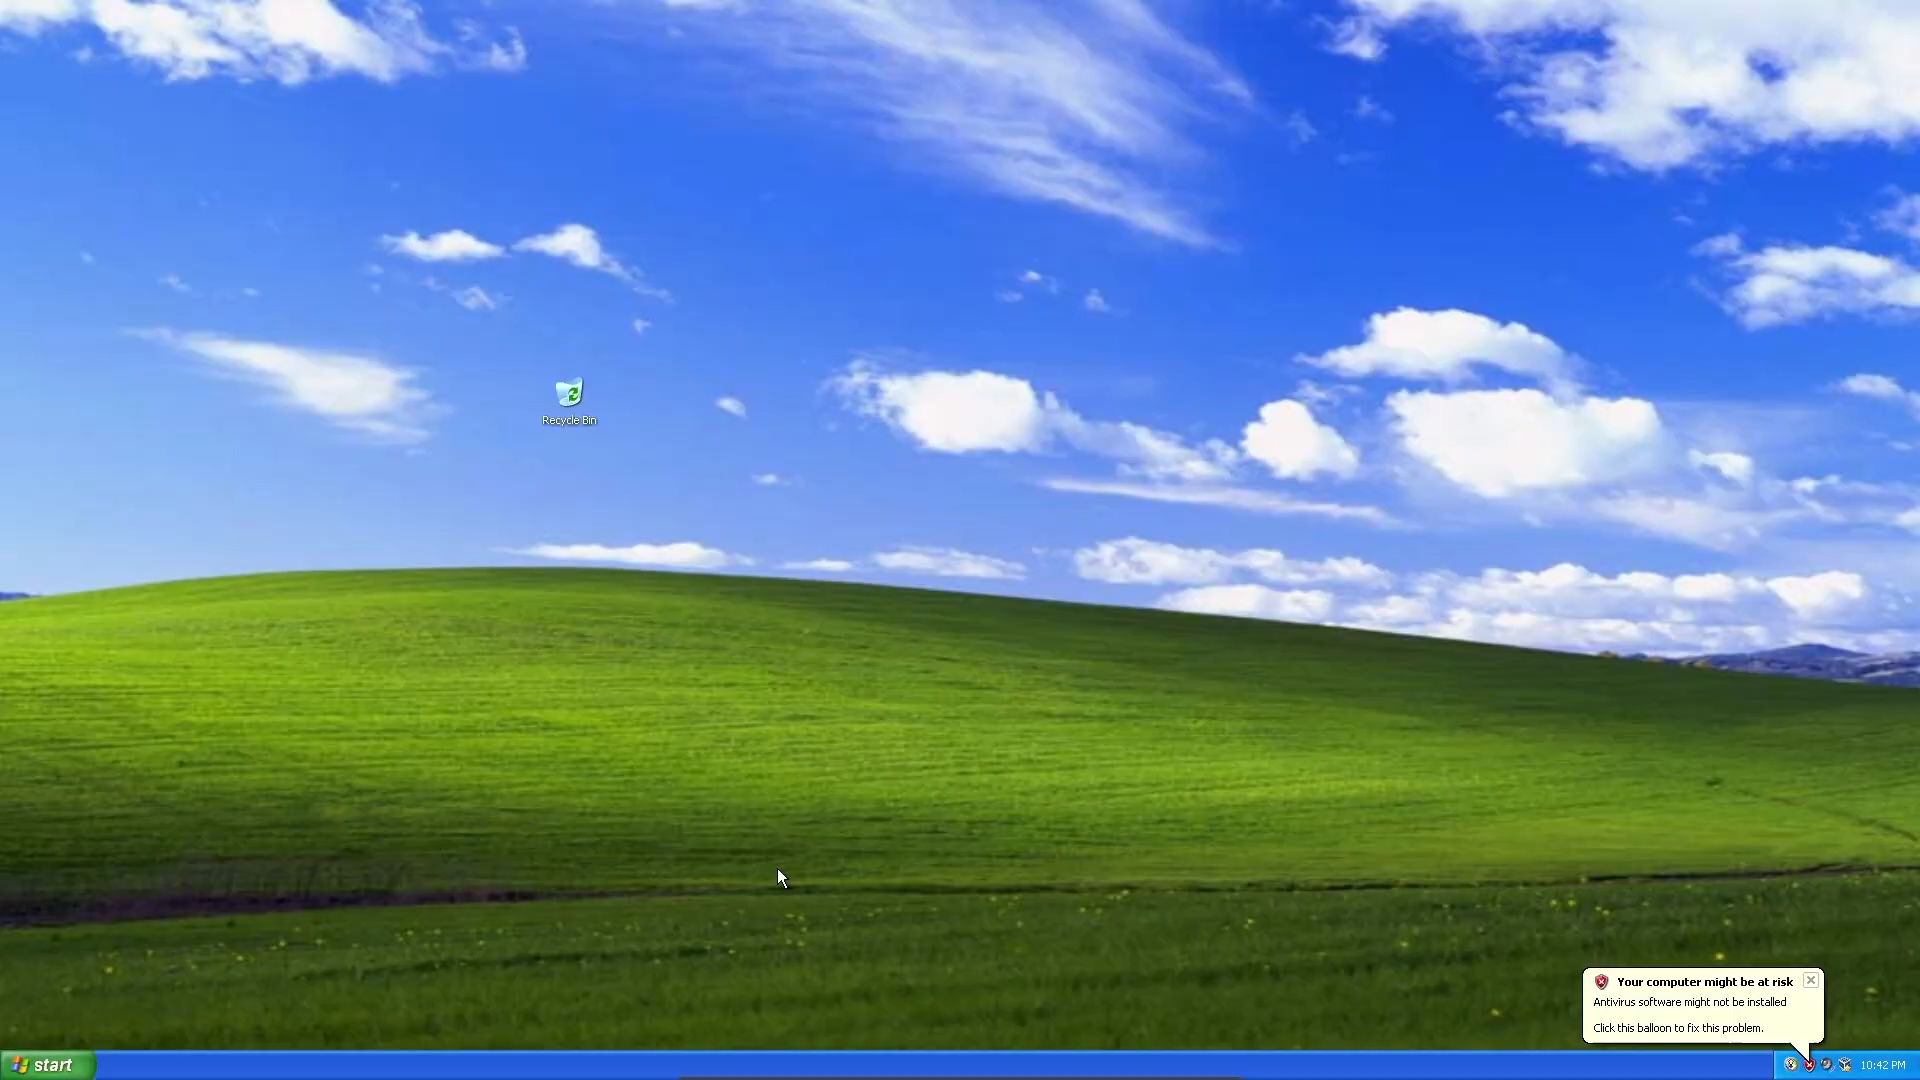 Recycle Bin
Your computer might be at risk
Antivirus software might not be installed
Click this balloon to fix this problem.
start
10:42 PM